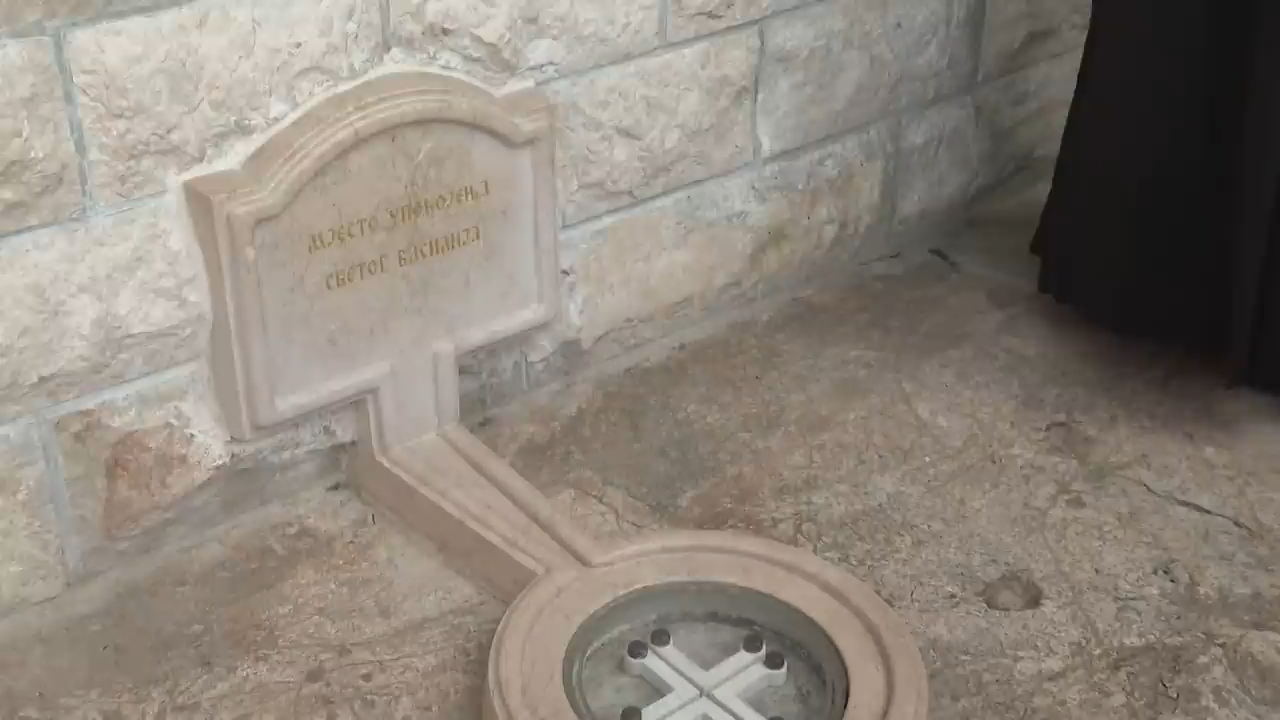 мјесто упокојења
светог василија